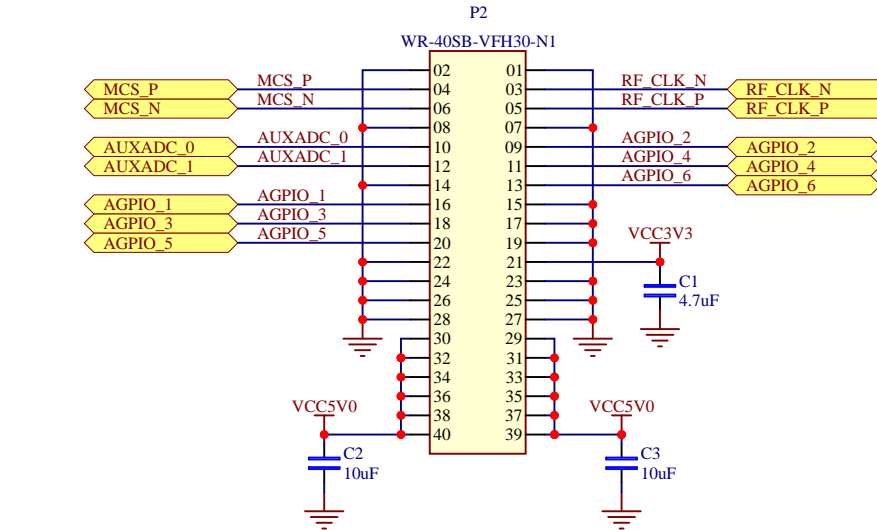 P2
WR-40SB-VFH30-N1
02 01
MCS_P MCS_P 04 03 RF_CLK_N RF_CLK_N
MCS_N MCS_N 06 05 RF_CLK_P RF_CLK_P
08 07
AUXADC_0 AUXADC_0 10 09 AGPIO_2 AGPIO_2
AUXADC_1 AUXADC_1 12 11 AGPIO_4 AGPIO_4
14 13 AGPIO_6 AGPIO_6
AGPIO_1 AGPIO_1 16 15
AGPIO_3 AGPIO_3 18 17
AGPIO_5 AGPIO_5 20 19 VCC3V3
22 21
24 23 C1
26 25 4.7uF
28 27
30 29
32 31
34 33
36 35
VCC5V0 38 37 VCC5V0
40 39
C2 C3
10uF 10uF